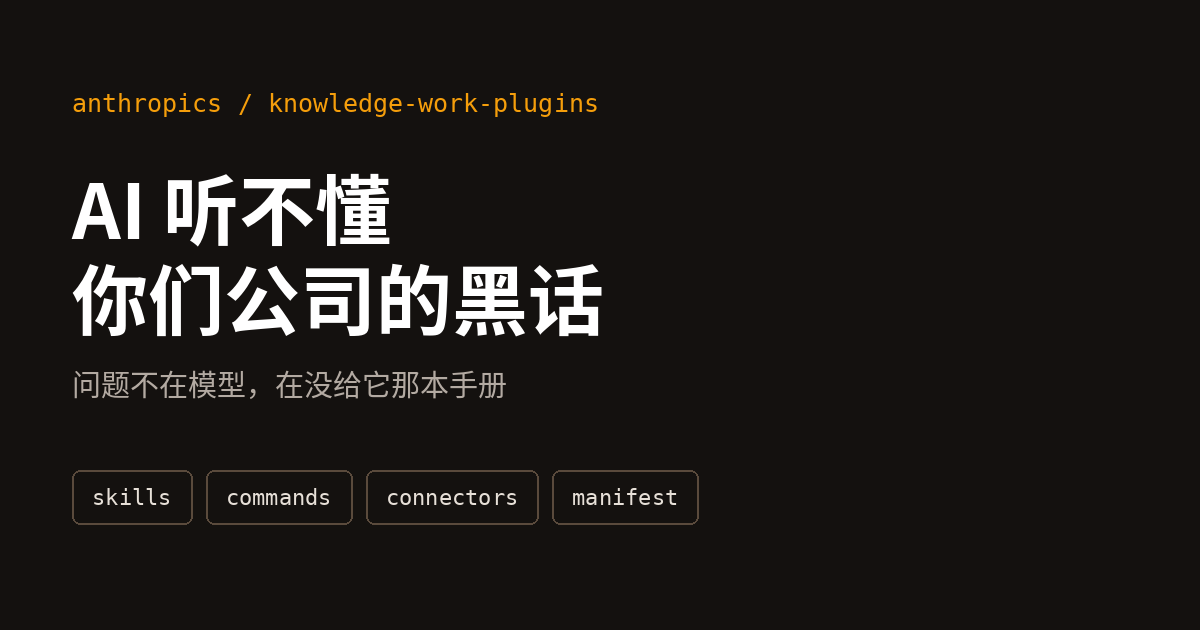 anthropics / knowledge-work-plugins
AI 听不懂
你们公司的黑话
问题不在模型，在没给它那本手册
skills
commands
connectors
manifest